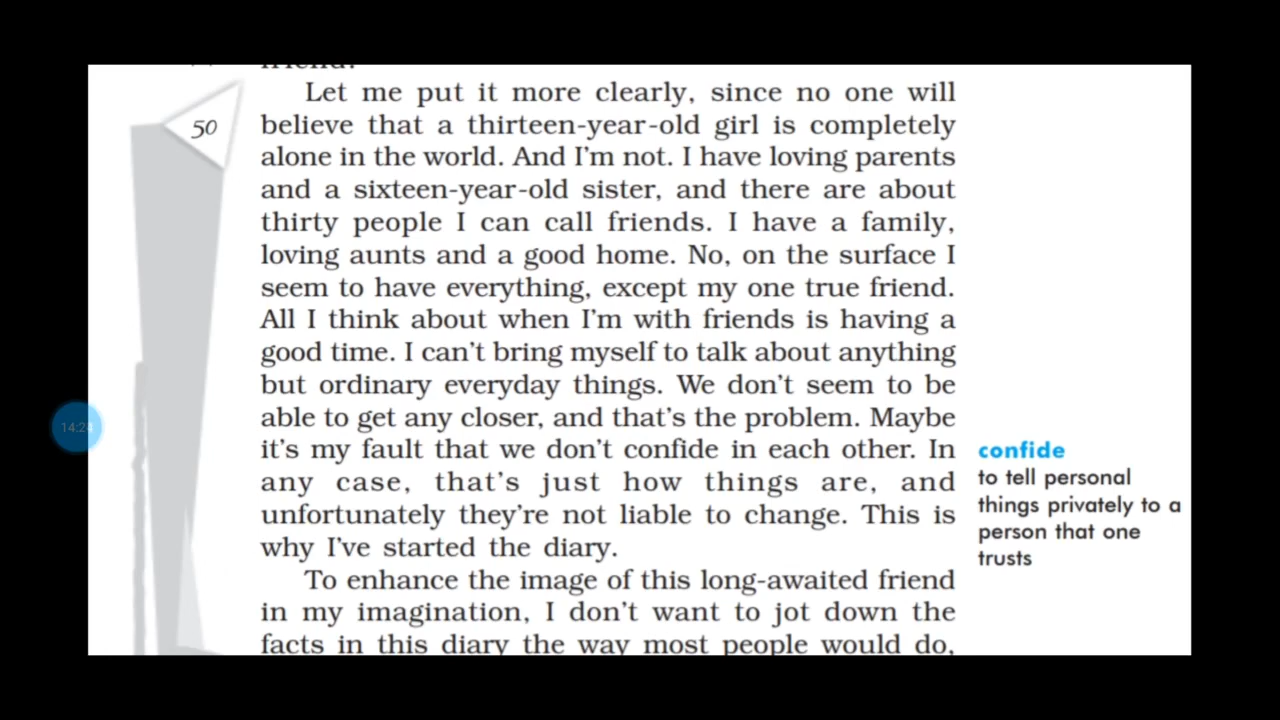 friend.
Let me put it more clearly, since no one will
50
believe that a thirteen-year-old girl is completely
alone in the world. And I'm not. I have loving parents
and a sixteen-year-old sister, and there are about
thirty people I can call friends. I have a family,
loving aunts and a good home. No, on the surface I
seem to have everything, except my one true friend.
All I think about when I'm with friends is having a
good time. I can't bring myself to talk about anything
but ordinary everyday things. We don't seem to be
able to get any closer, and that's the problem. Maybe
14:24
it's my fault that we don't confide in each other. In
any case, that's just how things are, and
unfortunately they're not liable to change. This is
why I've started the diary.
confide
to tell personal
things privately to a
person that one
trusts
To enhance the image of this long-awaited friend
in my imagination, I don't want to jot down the
facts in this diary the way most people would do,